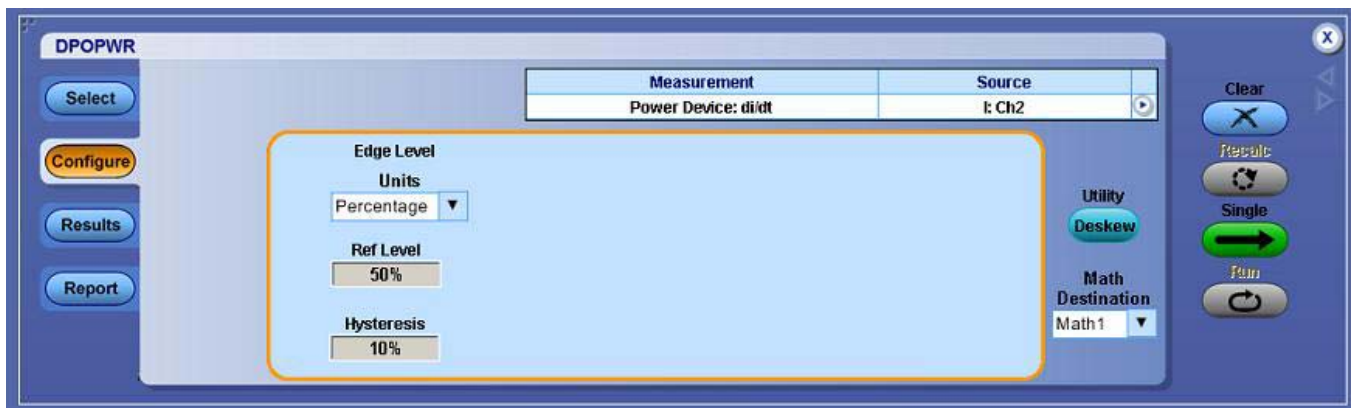 DPOPWR
Select
Configure
Results
Report
Measurement Source
Power Device: di/dt I: Ch2
Edge Level
Units
Percentage
Ref Level
50%
Hysteresis
10%
Utility
Deskew
Math
Destination
Math1
X
Clear
Recalc
Single
Run